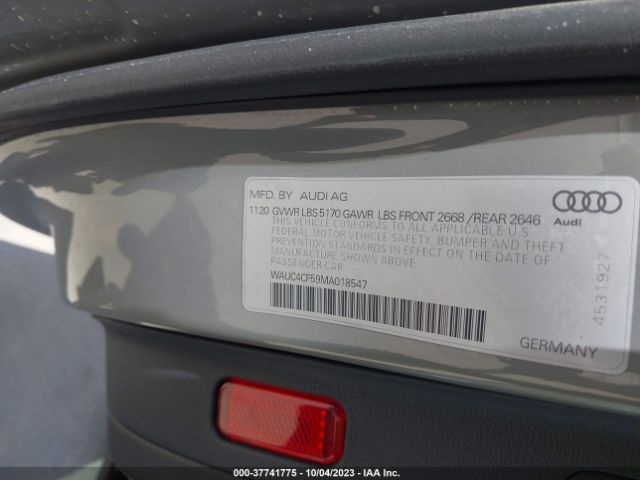 MFD. BY AUDI AG
1120 GVWR LBS 5170 GAWR LBS FRONT 2668 /REAR 2646
THIS VEHICLE CONFORMS TO ALL APPLICABLE U.S
FEDERAL MOTOR VEHICLE SAFETY, BUMPER AND THEFT
PREVENTION STANDARDS IN EFFECT ON THE DATE OF
MANUFACTURE SHOWN ABOVE.
PASSENGER CAR
WAUC4CF59MA018547
Audi
4531927
GERMANY
000-37741775 - 10/04/2023 - IAA Inc.